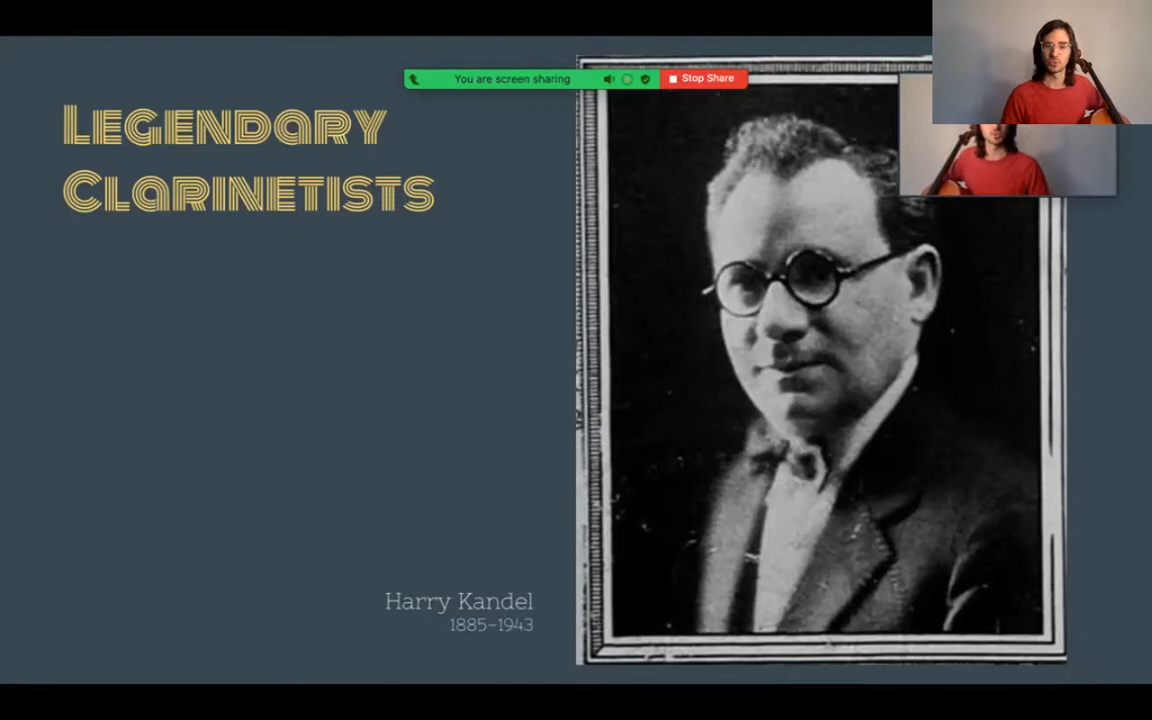 You are screen sharing
Stop Share
Legendary
Clarinetists
Harry Kandel
1885–1943